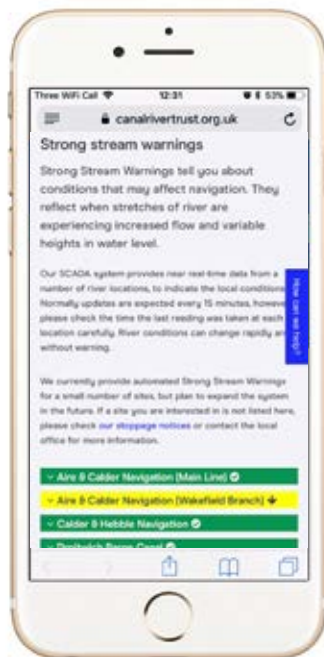 Three WiFi Call 12:31 53%
canalrivertrust.org.uk
Strong stream warnings
Strong Stream Warnings tell you about
conditions that may affect navigation. They
reflect when stretches of river are
experiencing increased flow and variable
heights in water level.
Our SCADA system provides near real-time data from a
number of river locations, to indicate the local conditions
Normally updates are expected every 15 minutes, howeve
please check the time the last reading was taken at each
location carefully. River conditions can change rapidly an
without warning.
How can we help?
We currently provide automated Strong Stream Warnings
for a small number of sites, but plan to expand the system
in the future. If a site you are interested in is not listed here,
please check our stoppage notices or contact the local
office for more information.
Aire & Calder Navigation (Main Line)
Aire & Calder Navigation (Wakefield Branch)
Calder & Hebble Navigation
Droitwich Barge Canal